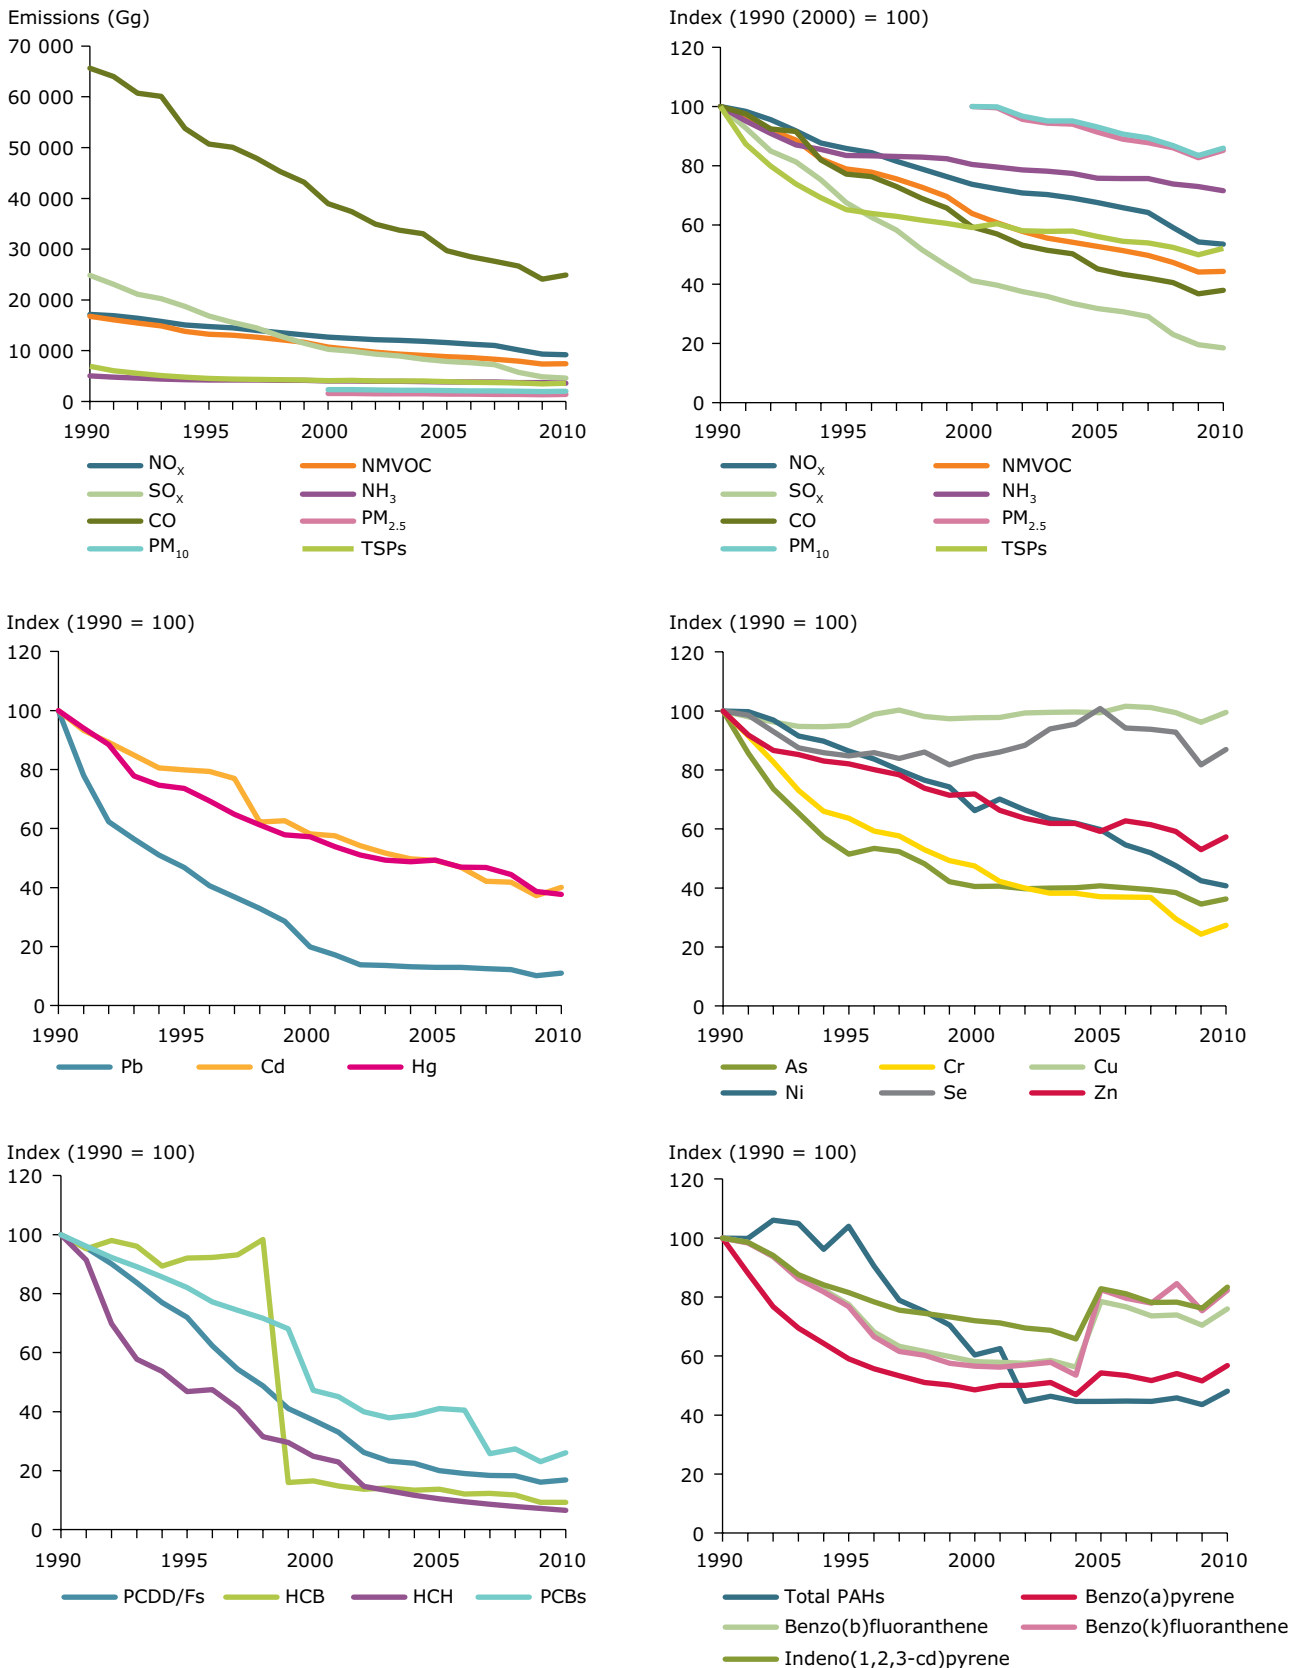 Emissions (Gg)
70 000
60 000
50 000
40 000
30 000
20 000
10 000
0
1990 1995 2000 2005 2010
NOX NMVOC
SOX NH3
CO PM2.5
PM10 TSPs
Index (1990 (2000) = 100)
120
100
80
60
40
20
0
1990 1995 2000 2005 2010
NOX NMVOC
SOX NH3
CO PM2.5
PM10 TSPs
Index (1990 = 100)
120
100
80
60
40
20
0
1990 1995 2000 2005 2010
Pb Cd Hg
Index (1990 = 100)
120
100
80
60
40
20
0
1990 1995 2000 2005 2010
As Cr Cu
Ni Se Zn
Index (1990 = 100)
120
100
80
60
40
20
0
1990 1995 2000 2005 2010
PCDD/Fs HCB HCH PCBs
Index (1990 = 100)
120
100
80
60
40
20
0
1990 1995 2000 2005 2010
Total PAHs Benzo(a)pyrene
Benzo(b)fluoranthene Benzo(k)fluoranthene
Indeno(1,2,3-cd)pyrene